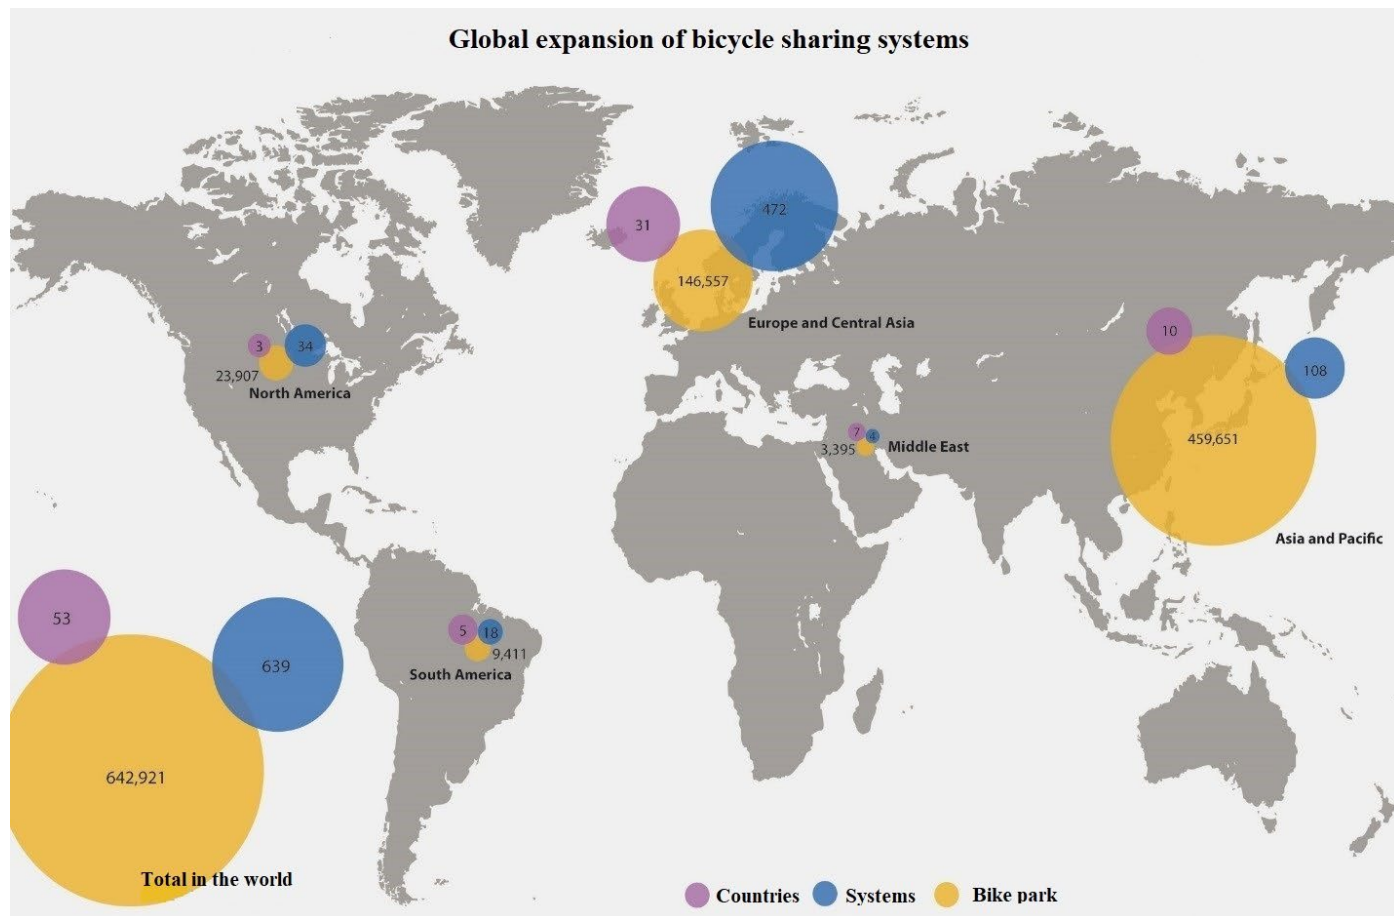 Global expansion of bicycle sharing systems
31
472
146,557
Europe and Central Asia
10
108
459,651
Asia and Pacific
3
34
23,907
North America
7
4
3,395
Middle East
53
639
642,921
Total in the world
5
18
9,411
South America
Countries
Systems
Bike park